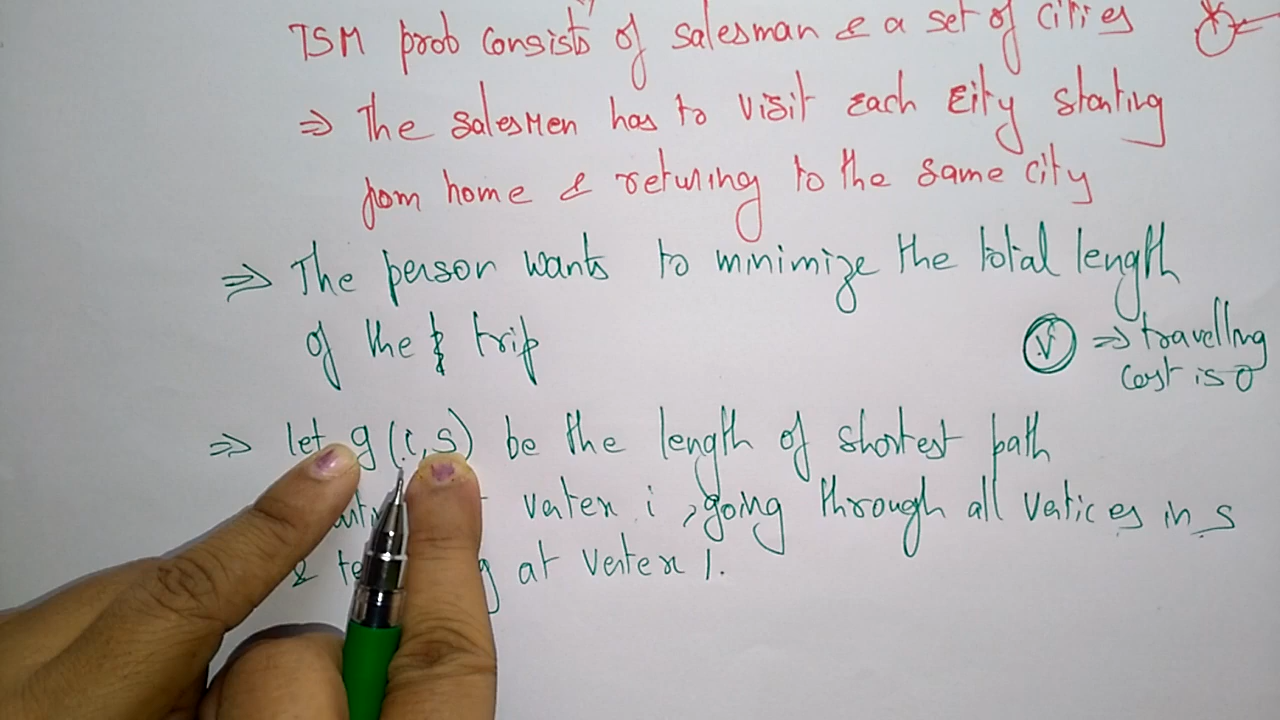 TSM prob consists of salesman & a set of cities
⇒ The salesmen has to visit each city starting
from home & returing to the same city
⇒ The person wants to minimize the total length
of the trip
V ⇒ travelling
cost is 0
⇒ let g(i,s) be the length of shortest path
vertex i, going through all vertices in s
& at vertex 1.